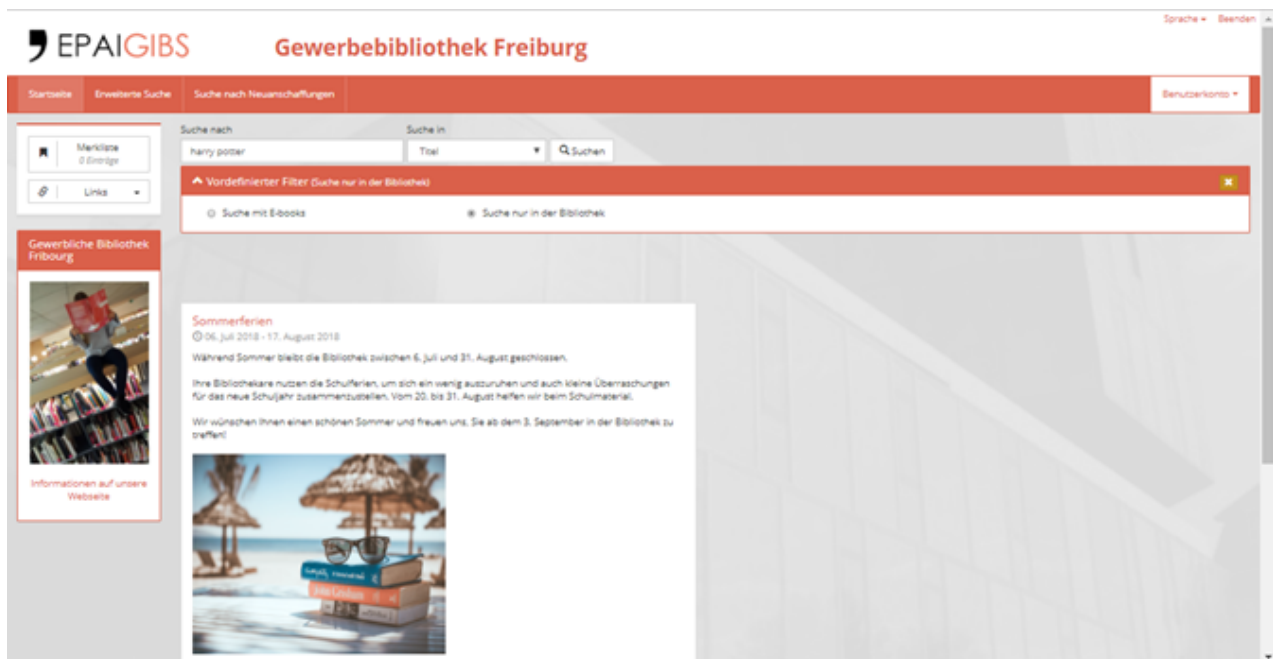 Sprache Beenden
EPAIGIBS
Gewerbebibliothek Freiburg
Startseite Erweiterte Suche Suche nach Neuanschaffungen Benutzerkonto
Merkliste
0 Einträge
Links
Suche nach Suche in
harry potter Titel Suchen
Vordefinierter Filter (Suche nur in der Bibliothek)
Suche mit E-books Suche nur in der Bibliothek
Gewerbliche Bibliothek
Fribourg
Informationen auf unsere
Webseite
Sommerferien
06. Juli 2018 - 17. August 2018
Während Sommer bleibt die Bibliothek zwischen 6. Juli und 31. August geschlossen.
Ihre Bibliothekare nutzen die Schulferien, um sich ein wenig auszuruhen und auch kleine Überraschungen
für das neue Schuljahr zusammenzustellen. Vom 20. bis 31. August helfen wir beim Schulmaterial.
Wir wünschen Ihnen einen schönen Sommer und freuen uns, Sie ab dem 3. September in der Bibliothek zu
treffen!